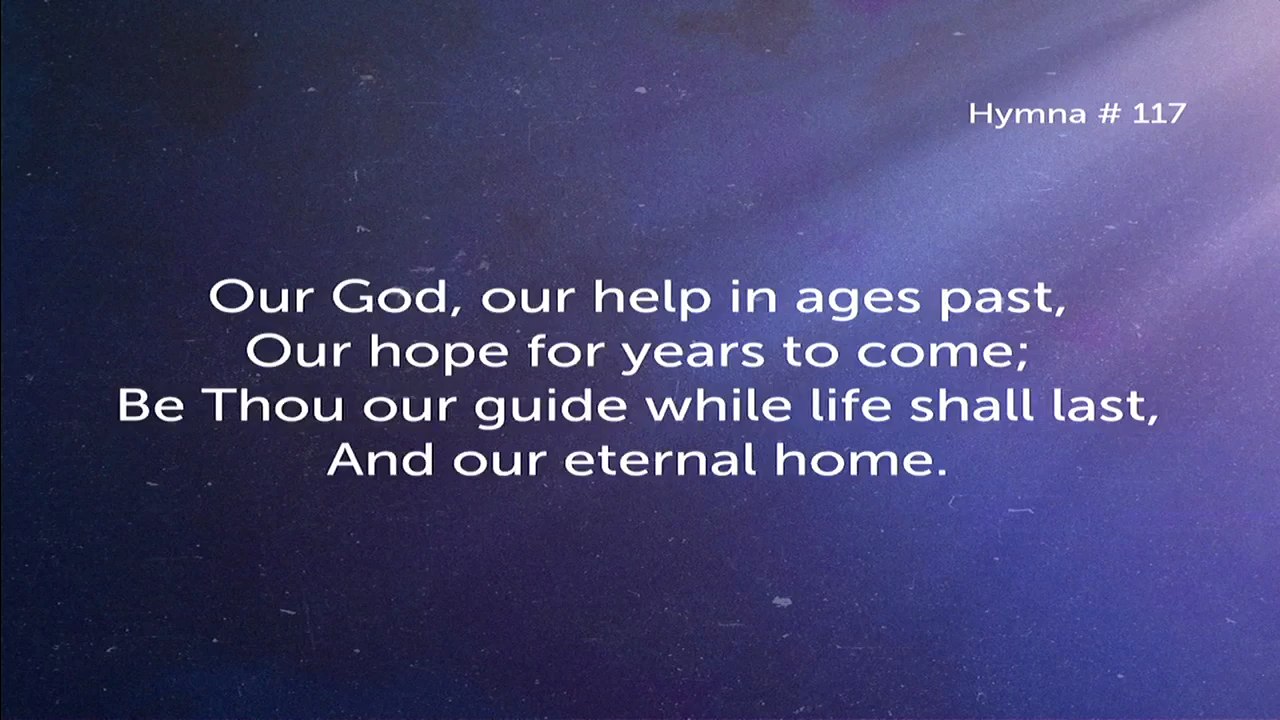 Hymna # 117
Our God, our help in ages past,
Our hope for years to come;
Be Thou our guide while life shall last,
And our eternal home.